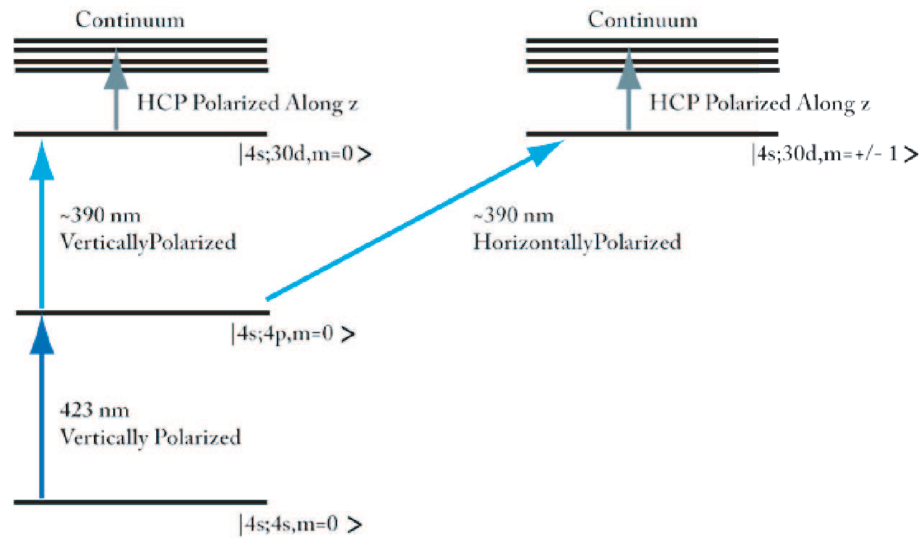 Continuum
Continuum
HCP Polarized Along z
HCP Polarized Along z
|4s;30d,m=0 >
|4s;30d,m=+/- 1 >
~390 nm
VerticallyPolarized
~390 nm
HorizontallyPolarized
|4s;4p,m=0 >
423 nm
Vertically Polarized
|4s;4s,m=0 >